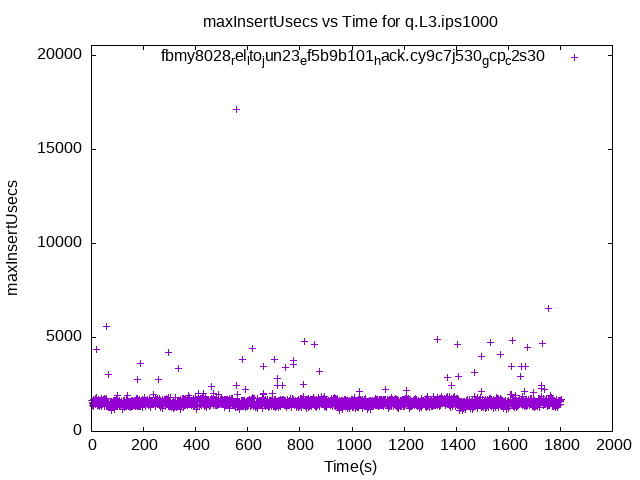 maxInsertUsecs vs Time for q.L3.ips1000
fbmy8028relltojun23ef5b9b101hack.cy9c7j530gcpc2s30
maxInsertUsecs
20000
15000
10000
5000
0
0 200 400 600 800 1000 1200 1400 1600 1800 2000
Time(s)